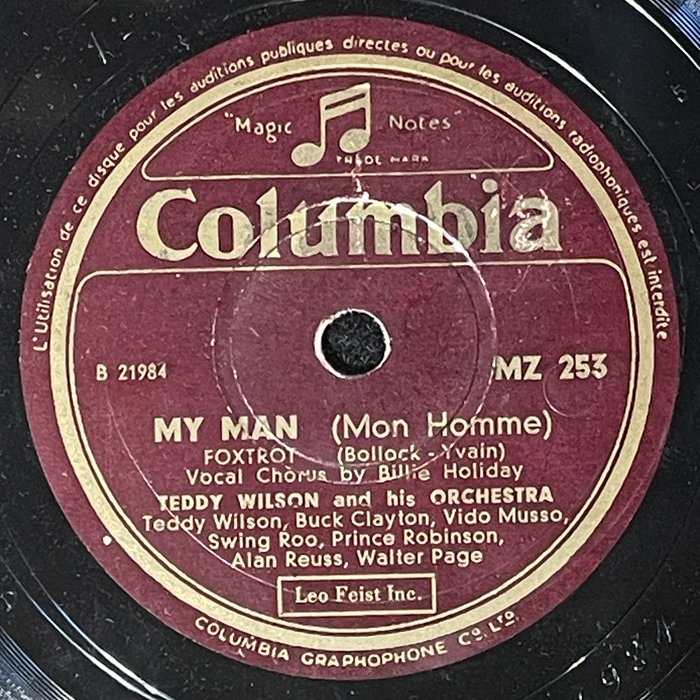 L'Utilisation de ce disque pour les auditions publiques directes ou pour les auditions radiophoniques est interdite
"Magic Notes"
TRADE MARK
Columbia
B 21984
MZ 253
MY MAN (Mon Homme)
FOXTROT (Bollock - Yvain)
Vocal Chorus by Billie Holiday
TEDDY WILSON and his ORCHESTRA
Teddy Wilson, Buck Clayton, Vido Musso,
Swing Roo, Prince Robinson,
Alan Reuss, Walter Page
Leo Feist Inc.
COLUMBIA GRAPHOPHONE Co. LTD.